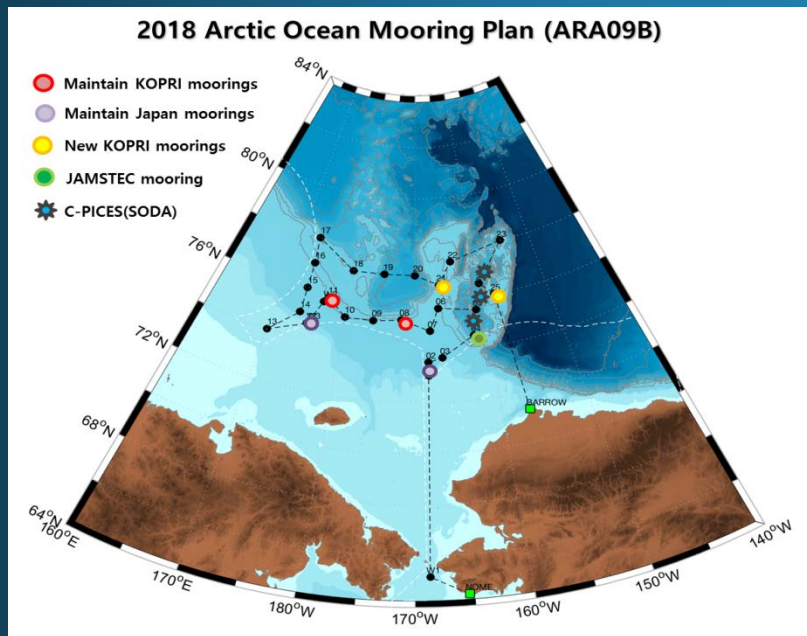 2018 Arctic Ocean Mooring Plan (ARA09B)
Maintain KOPRI moorings
Maintain Japan moorings
New KOPRI moorings
JAMSTEC mooring
C-PICES(SODA)
84°N
80°N
76°N
72°N
68°N
64°N
160°E
170°E
180°W
170°W
160°W
150°W
140°W
17
16
18
19
20
22
23
15
25
14
13
10
09
08
07
06
02
03
BARROW
NOME